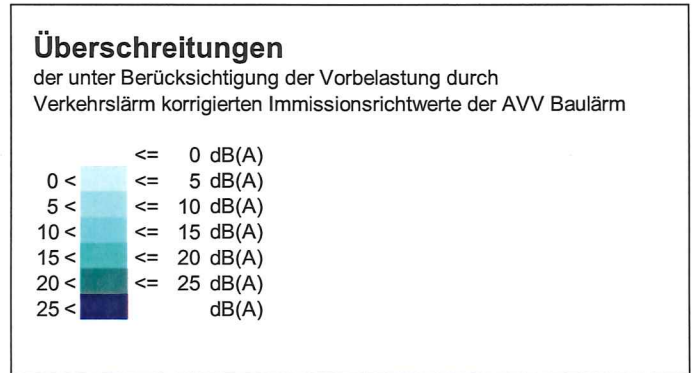 Überschreitungen
der unter Berücksichtigung der Vorbelastung durch
Verkehrslärm korrigierten Immissionsrichtwerte der AVV Baulärm
<= 0 dB(A)
0 < <= 5 dB(A)
5 < <= 10 dB(A)
10 < <= 15 dB(A)
15 < <= 20 dB(A)
20 < <= 25 dB(A)
25 < dB(A)